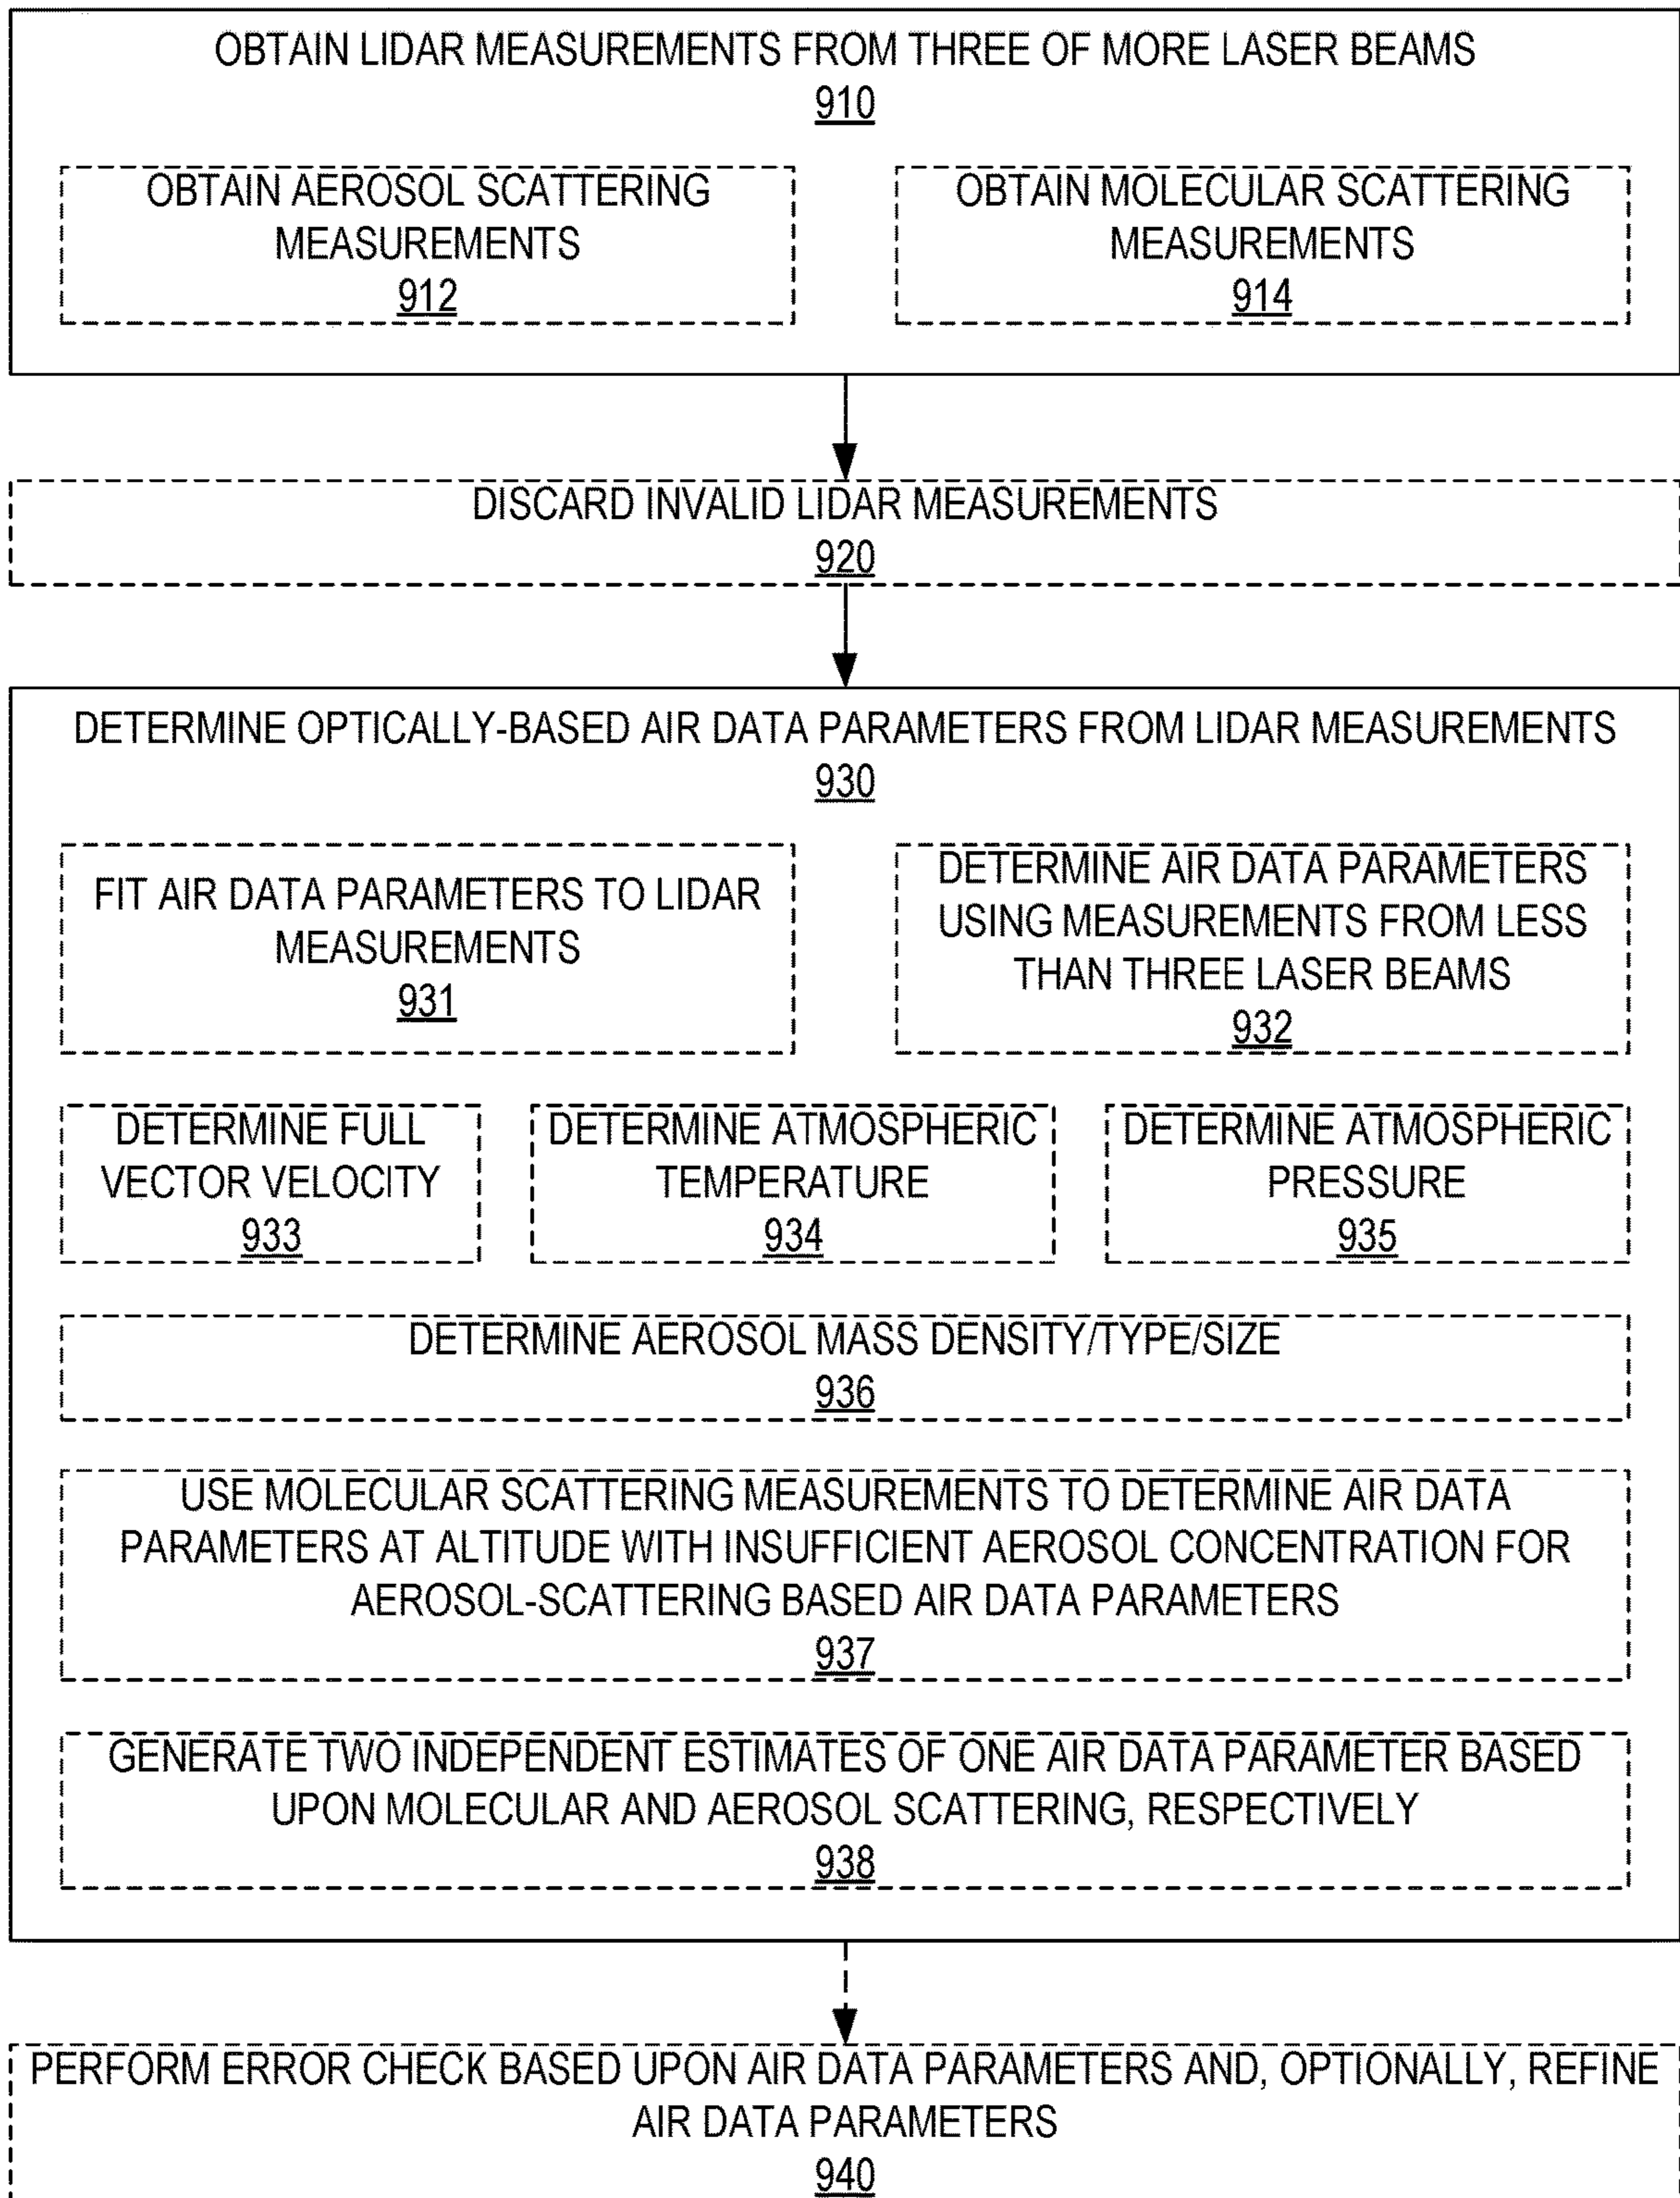 OBTAIN LIDAR MEASUREMENTS FROM THREE OF MORE LASER BEAMS
910
OBTAIN AEROSOL SCATTERING
MEASUREMENTS
912
OBTAIN MOLECULAR SCATTERING
MEASUREMENTS
914
DISCARD INVALID LIDAR MEASUREMENTS
920
DETERMINE OPTICALLY-BASED AIR DATA PARAMETERS FROM LIDAR MEASUREMENTS
930
FIT AIR DATA PARAMETERS TO LIDAR
MEASUREMENTS
931
DETERMINE AIR DATA PARAMETERS
USING MEASUREMENTS FROM LESS
THAN THREE LASER BEAMS
932
DETERMINE FULL
VECTOR VELOCITY
933
DETERMINE ATMOSPHERIC
TEMPERATURE
934
DETERMINE ATMOSPHERIC
PRESSURE
935
DETERMINE AEROSOL MASS DENSITY/TYPE/SIZE
936
USE MOLECULAR SCATTERING MEASUREMENTS TO DETERMINE AIR DATA
PARAMETERS AT ALTITUDE WITH INSUFFICIENT AEROSOL CONCENTRATION FOR
AEROSOL-SCATTERING BASED AIR DATA PARAMETERS
937
GENERATE TWO INDEPENDENT ESTIMATES OF ONE AIR DATA PARAMETER BASED
UPON MOLECULAR AND AEROSOL SCATTERING, RESPECTIVELY
938
PERFORM ERROR CHECK BASED UPON AIR DATA PARAMETERS AND, OPTIONALLY, REFINE
AIR DATA PARAMETERS
940